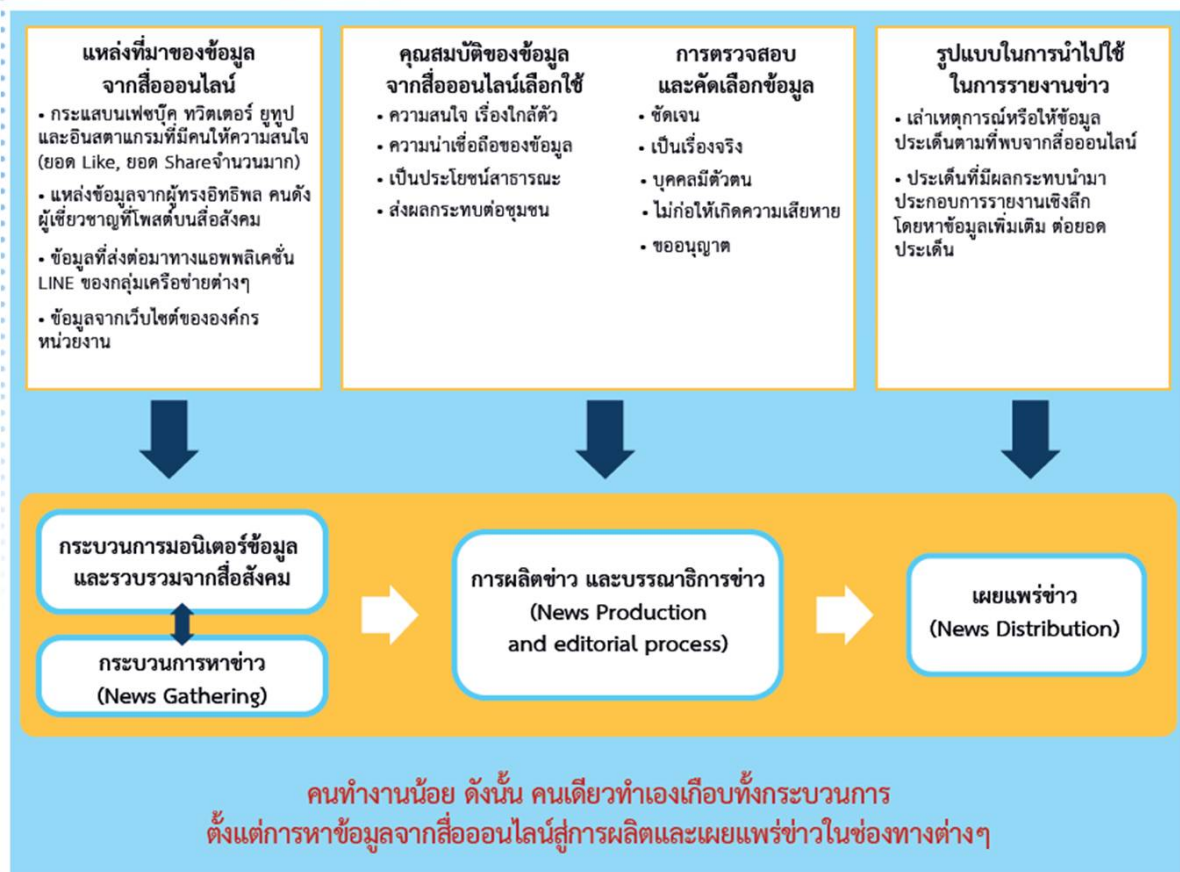 แหล่งที่มาของข้อมูล
จากสื่อออนไลน์
• กระแสบนเฟซบุ๊ค ทวิตเตอร์ ยูทูป
และอินสตาแกรมที่มีคนให้ความสนใจ
(ยอด Like, ยอด Shareจำนวนมาก)
• แหล่งข้อมูลจากผู้ทรงอิทธิพล คนดัง
ผู้เชี่ยวชาญที่โพสต์บนสื่อสังคม
• ข้อมูลที่ส่งต่อมาทางแอพพลิเคชั่น
LINE ของกลุ่มเครือข่ายต่างๆ
• ข้อมูลจากเว็บไซต์ขององค์กร
หน่วยงาน
คุณสมบัติของข้อมูล
จากสื่อออนไลน์เลือกใช้
• ความสนใจ เรื่องใกล้ตัว
• ความน่าเชื่อถือของข้อมูล
• เป็นประโยชน์สาธารณะ
• ส่งผลกระทบต่อชุมชน
การตรวจสอบ
และคัดเลือกข้อมูล
• ชัดเจน
• เป็นเรื่องจริง
• บุคคลมีตัวตน
• ไม่ก่อให้เกิดความเสียหาย
• ขออนุญาต
รูปแบบในการนำไปใช้
ในการรายงานข่าว
• เล่าเหตุการณ์หรือให้ข้อมูล
ประเด็นตามที่พบจากสื่อออนไลน์
• ประเด็นที่มีผลกระทบนำมา
ประกอบการรายงานเชิงลึก
โดยหาข้อมูลเพิ่มเติม ต่อยอด
ประเด็น
กระบวนการมอนิเตอร์ข้อมูล
และรวบรวมจากสื่อสังคม
กระบวนการหาข่าว
(News Gathering)
การผลิตข่าว และบรรณาธิการข่าว
(News Production
and editorial process)
เผยแพร่ข่าว
(News Distribution)
คนทำงานน้อย ดังนั้น คนเดียวทำเองเกือบทั้งกระบวนการ
ตั้งแต่การหาข้อมูลจากสื่อออนไลน์สู่การผลิตและเผยแพร่ข่าวในช่องทางต่างๆ